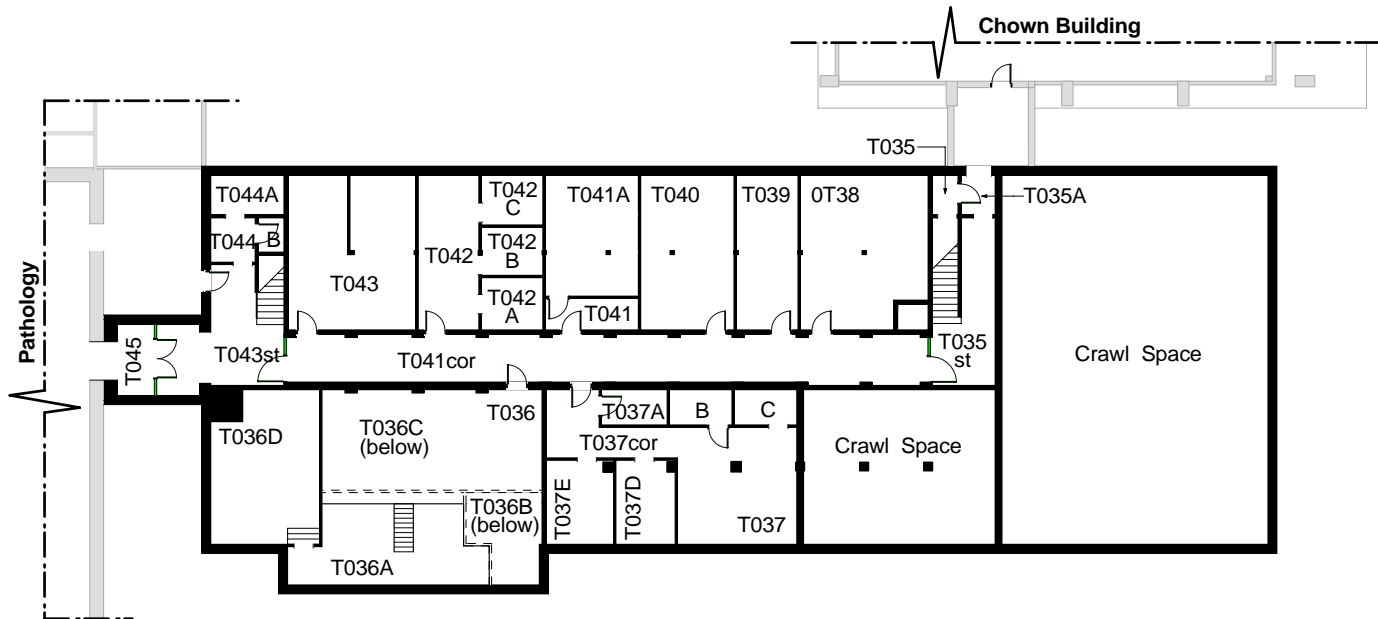 Chown Building
Pathology
T035
T035A
T044A
T044
B
T043
T042
T042
C
T042
B
T042
A
T041A
T041
T040
T039
0T38
T045
T043st
T041cor
T035
st
Crawl Space
T036D
T036C
(below)
T036
T037A
B
C
T037cor
Crawl Space
T036B
(below)
T037E
T037D
T037
T036A